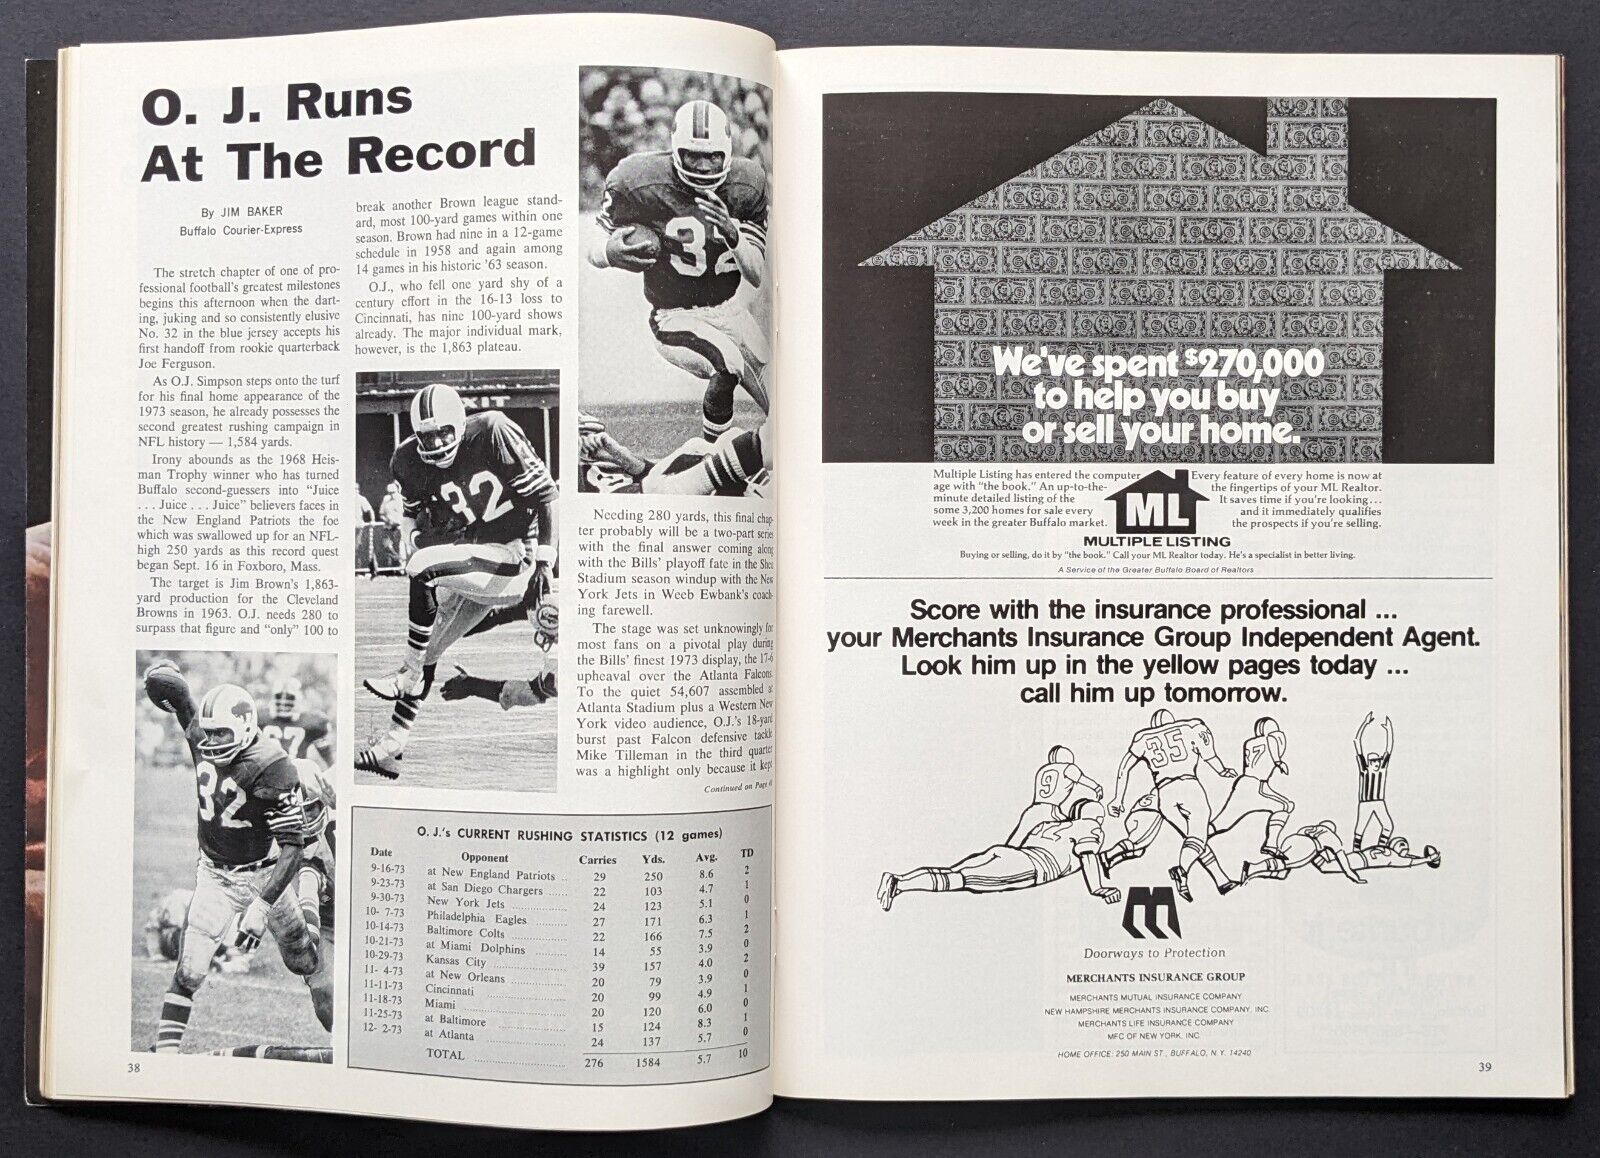 O. J. Runs
At The Record
By JIM BAKER
Buffalo Courier-Express
The stretch chapter of one of pro-
fessional football's greatest milestones
begins this afternoon when the dart-
ing, juking and so consistently elusive
No. 32 in the blue jersey accepts his
first handoff from rookie quarterback
Joe Ferguson.
As O.J. Simpson steps onto the turf
for his final home appearance of the
1973 season, he already possesses the
second greatest rushing campaign in
NFL history — 1,584 yards.
Irony abounds as the 1968 Heis-
man Trophy winner who has turned
Buffalo second-guessers into "Juice
. . . Juice . . . Juice" believers faces in
the New England Patriots the foe
which was swallowed up for an NFL-
high 250 yards as this record quest
began Sept. 16 in Foxboro, Mass.
The target is Jim Brown's 1,863-
yard production for the Cleveland
Browns in 1963. O.J. needs 280 to
surpass that figure and "only" 100 to
32
67
38
break another Brown league stand-
ard, most 100-yard games within one
season. Brown had nine in a 12-game
schedule in 1958 and again among
14 games in his historic '63 season.
O.J., who fell one yard shy of a
century effort in the 16-13 loss to
Cincinnati, has nine 100-yard shows
already. The major individual mark,
however, is the 1,863 plateau.
EXIT
32
32
Needing 280 yards, this final chap-
ter probably will be a two-part series
with the final answer coming along
with the Bills' playoff fate in the Shea
Stadium season windup with the New
York Jets in Weeb Ewbank's coach-
ing farewell.
The stage was set unknowingly for
most fans on a pivotal play during
the Bills' finest 1973 display, the 17-6
upheaval over the Atlanta Falcons.
To the quiet 54,607 assembled at
Atlanta Stadium plus a Western New
York video audience, O.J.'s 18-yard
burst past Falcon defensive tackle
Mike Tilleman in the third quarter
was a highlight only because it kept
Continued on Page
O. J.'s CURRENT RUSHING STATISTICS (12 games)
Date Opponent Carries Yds. Avg. TD
9-16-73 at New England Patriots .. 29 250 8.6 2
9-23-73 at San Diego Chargers ...... 22 103 4.7 1
9-30-73 New York Jets .............. 24 123 5.1 0
10- 7-73 Philadelphia Eagles .......... 27 171 6.3 1
10-14-73 Baltimore Colts .............. 22 166 7.5 2
10-21-73 at Miami Dolphins .......... 14 55 3.9 0
10-29-73 Kansas City .................. 39 157 4.0 2
11- 4-73 at New Orleans .............. 20 79 3.9 0
11-11-73 Cincinnati .................... 20 99 4.9 1
11-18-73 Miami ........................ 20 120 6.0 0
11-25-73 at Baltimore .................. 15 124 8.3 1
12- 2-73 at Atlanta .................... 24 137 5.7 0
TOTAL .................... 276 1584 5.7 10
We've spent $270,000
to help you buy
or sell your home.
Multiple Listing has entered the computer
age with "the book." An up-to-the-
minute detailed listing of the
some 3,200 homes for sale every
week in the greater Buffalo market.
ML
MULTIPLE LISTING
Every feature of every home is now at
the fingertips of your ML Realtor.
It saves time if you're looking...
and it immediately qualifies
the prospects if you're selling.
Buying or selling, do it by "the book." Call your ML Realtor today. He's a specialist in better living.
A Service of the Greater Buffalo Board of Realtors
Score with the insurance professional ...
your Merchants Insurance Group Independent Agent.
Look him up in the yellow pages today ...
call him up tomorrow.
35
9
7
M
Doorways to Protection
MERCHANTS INSURANCE GROUP
MERCHANTS MUTUAL INSURANCE COMPANY
NEW HAMPSHIRE MERCHANTS INSURANCE COMPANY, INC.
MERCHANTS LIFE INSURANCE COMPANY
MFC OF NEW YORK, INC.
HOME OFFICE: 250 MAIN ST., BUFFALO, N. Y. 14240
39